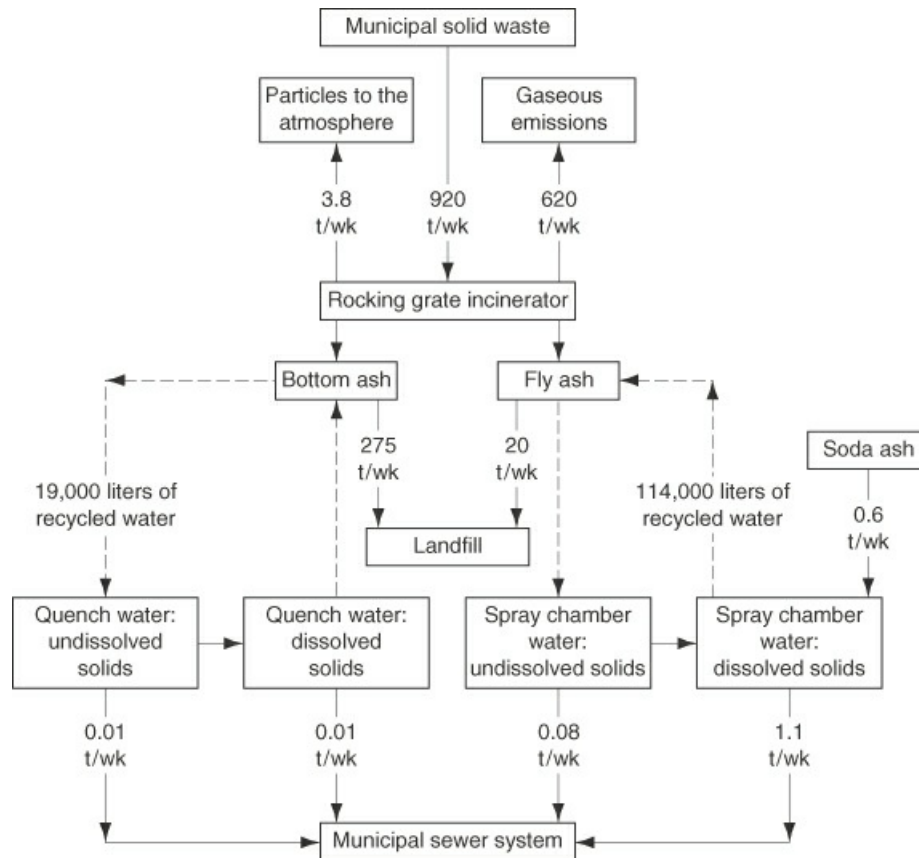 Municipal solid waste
Particles to the
atmosphere
Gaseous
emissions
3.8
t/wk
920
t/wk
620
t/wk
Rocking grate incinerator
Bottom ash
Fly ash
275
t/wk
20
t/wk
Soda ash
19,000 liters of
recycled water
114,000 liters of
recycled water
0.6
t/wk
Landfill
Quench water:
undissolved
solids
Quench water:
dissolved
solids
Spray chamber
water:
undissolved solids
Spray chamber
water:
dissolved solids
0.01
t/wk
0.01
t/wk
0.08
t/wk
1.1
t/wk
Municipal sewer system